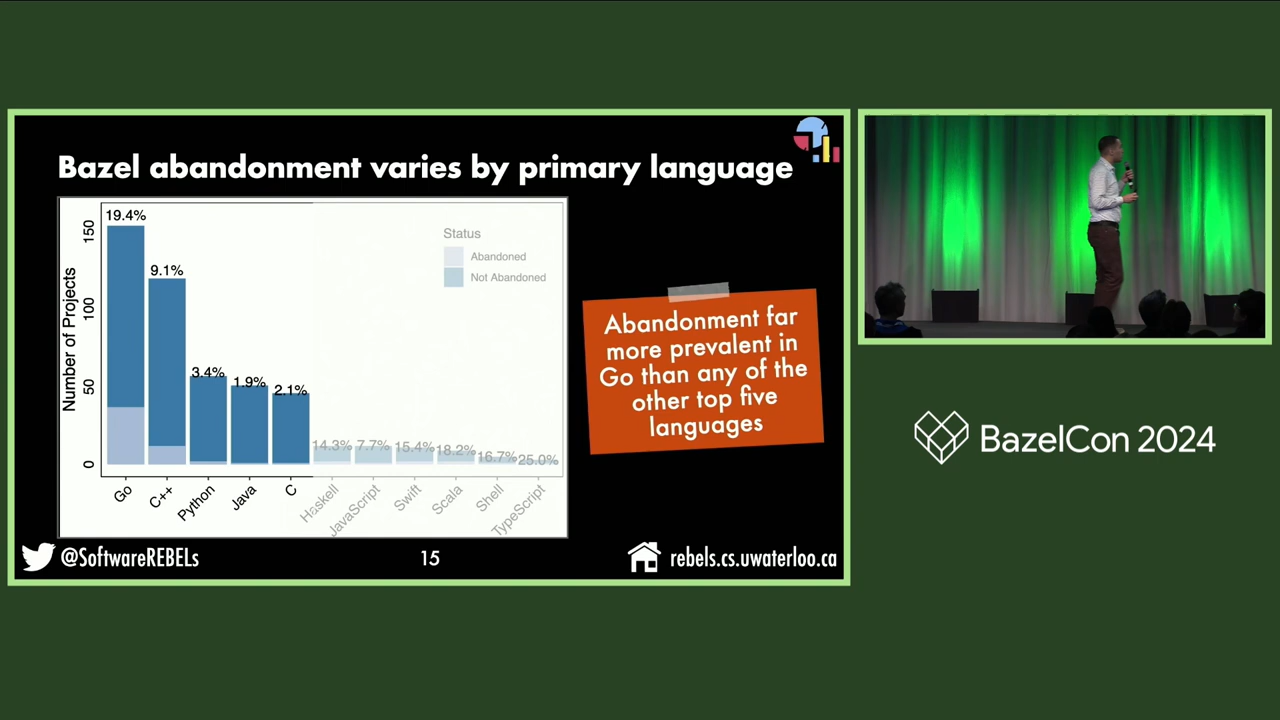 Bazel abandonment varies by primary language
Number of Projects
150
100
50
0
19.4%
9.1%
3.4%
1.9%
2.1%
14.3%
7.7%
15.4%
18.2%
16.7%
25.0%
Go
C++
Python
Java
C
Haskell
JavaScript
Swift
Scala
Shell
TypeScript
Status
Abandoned
Not Abandoned
Abandonment far
more prevalent in
Go than any of the
other top five
languages
@SoftwareREBELs
15
rebels.cs.uwaterloo.ca
BazelCon 2024